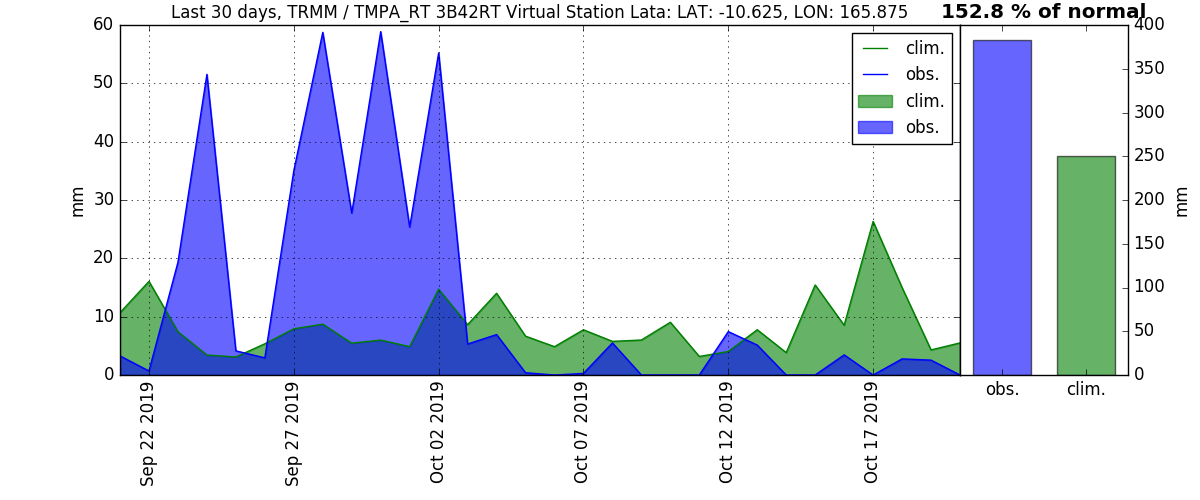 Last 30 days, TRMM / TMPA_RT 3B42RT Virtual Station Lata: LAT: -10.625, LON: 165.875
152.8 % of normal
60
50
40
30
20
10
0
mm
clim.
obs.
clim.
obs.
Sep 22 2019
Sep 27 2019
Oct 02 2019
Oct 07 2019
Oct 12 2019
Oct 17 2019
400
350
300
250
200
150
100
50
0
mm
obs.
clim.